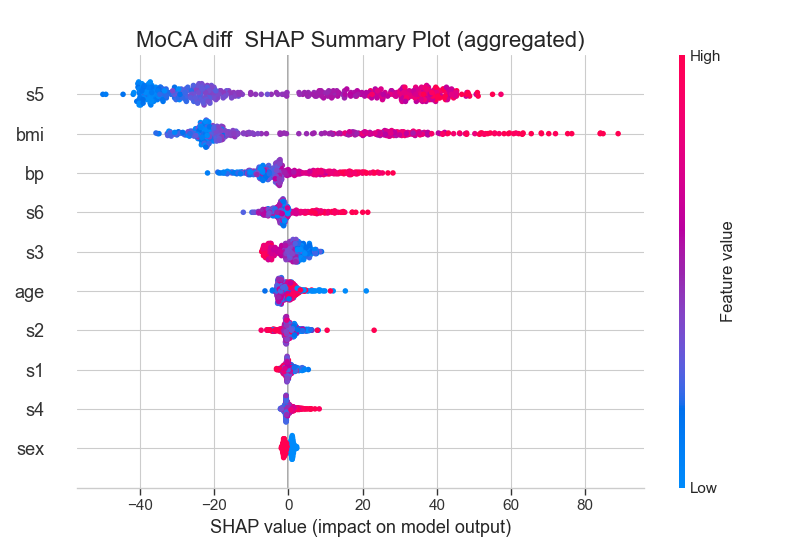 MoCA diff  SHAP Summary Plot (aggregated)
High
s5
bmi
bp
s6
s3
age
s2
s1
s4
sex
Feature value
Low
−40 −20 0 20 40 60 80
SHAP value (impact on model output)